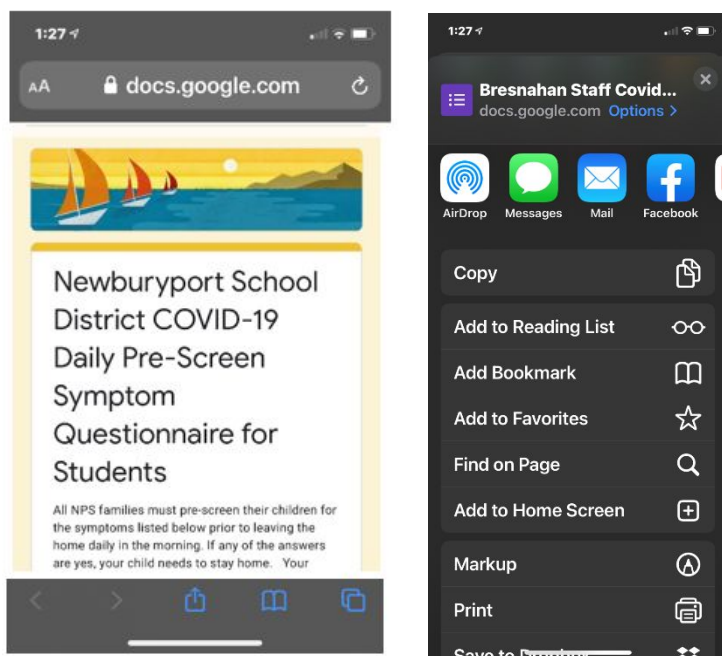 1:27
AA docs.google.com
Newburyport School
District COVID-19
Daily Pre-Screen
Symptom
Questionnaire for
Students
All NPS families must pre-screen their children for
the symptoms listed below prior to leaving the
home daily in the morning. If any of the answers
are yes, your child needs to stay home. Your
1:27
Bresnahan Staff Covid...
docs.google.com Options >
AirDrop Messages Mail Facebook
Copy
Add to Reading List
Add Bookmark
Add to Favorites
Find on Page
Add to Home Screen
Markup
Print
Save to Dropbox